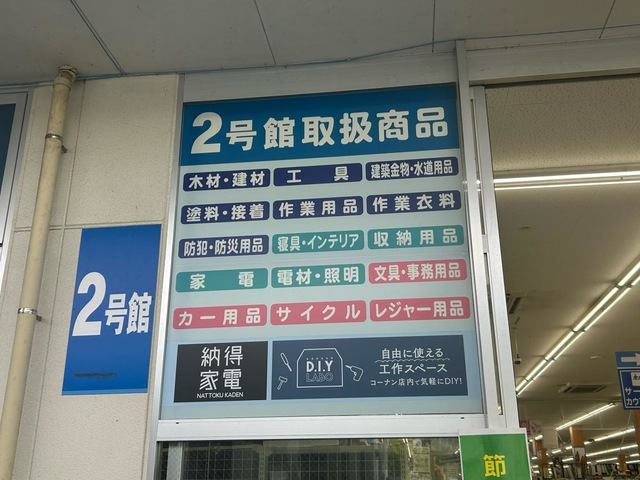 2号館取扱商品
木材・建材 工具 建築金物・水道用品
塗料・接着 作業用品 作業衣料
防犯・防災用品 寝具・インテリア 収納用品
家電 電材・照明 文具・事務用品
カー用品 サイクル レジャー用品
納得
家電
NATTOKU KADEN
D.I.Y
LABO
自由に使える
工作スペース
コーナン店内で気軽にDIY!
2号館
節